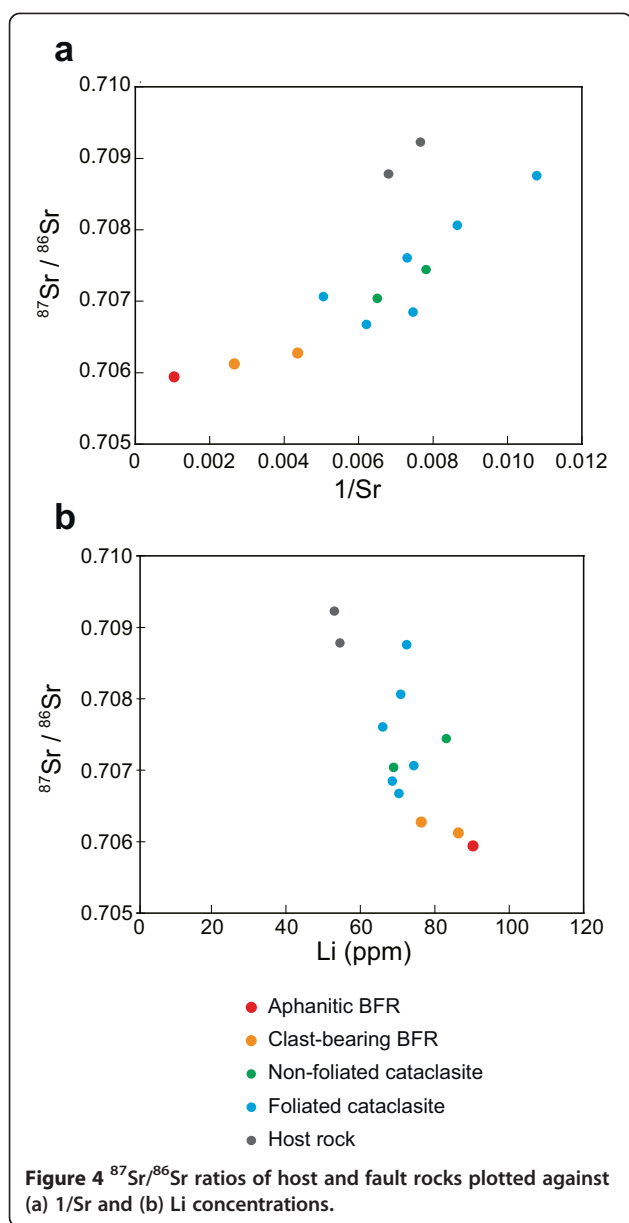 a
0.710
0.709
0.708
0.707
0.706
0.705
⁸⁷Sr / ⁸⁶Sr
0 0.002 0.004 0.006 0.008 0.010 0.012
1/Sr
b
0.710
0.709
0.708
0.707
0.706
0.705
⁸⁷Sr / ⁸⁶Sr
0 20 40 60 80 100 120
Li (ppm)
Aphanitic BFR
Clast-bearing BFR
Non-foliated cataclasite
Foliated cataclasite
Host rock
Figure 4 ⁸⁷Sr/⁸⁶Sr ratios of host and fault rocks plotted against
(a) 1/Sr and (b) Li concentrations.